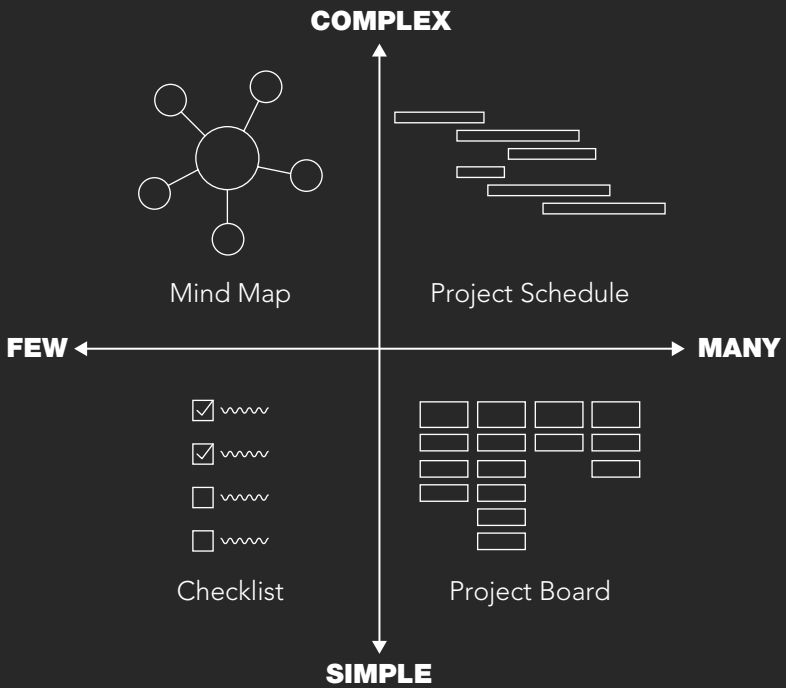 COMPLEX
Mind Map
Project Schedule
FEW
MANY
Checklist
Project Board
SIMPLE